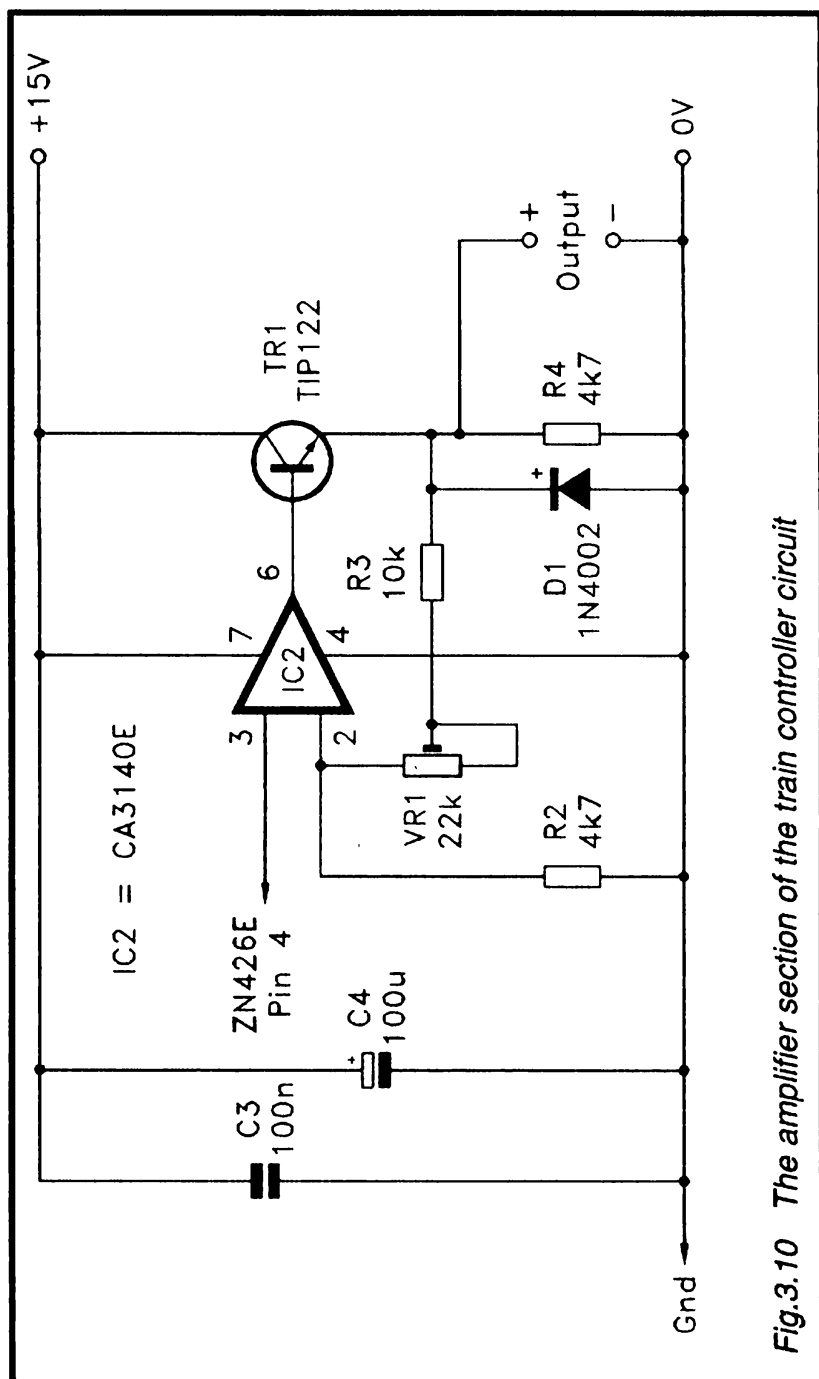 +15V
IC2 = CA3140E
TR1
TIP122
C3
100n
+
C4
100u
ZN426E
Pin 4
3
2
7
IC2
4
6
VR1
22k
R3
10k
R2
4k7
+
D1
1N4002
R4
4k7
+
Output
-
Gnd
0V
Fig.3.10 The amplifier section of the train controller circuit